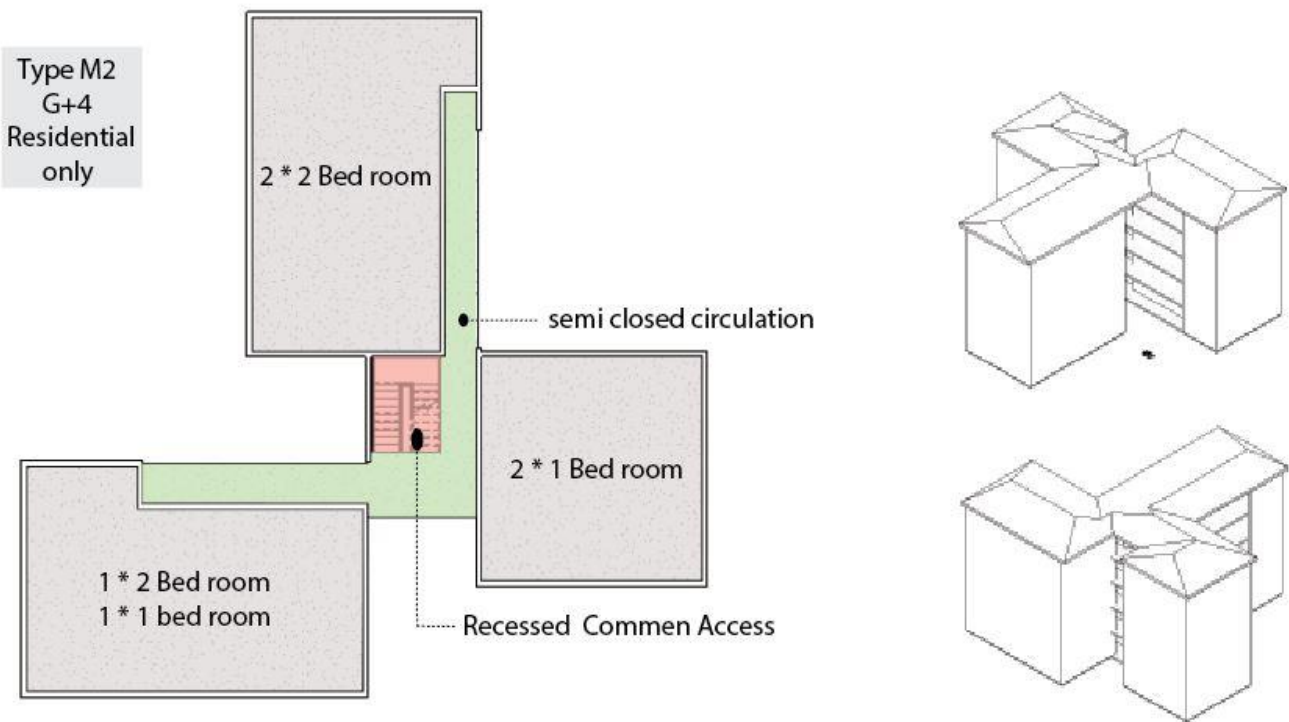 Type M2
G+4
Residential
only
2 * 2 Bed room
semi closed circulation
2 * 1 Bed room
1 * 2 Bed room
1 * 1 bed room
Recessed Commen Access